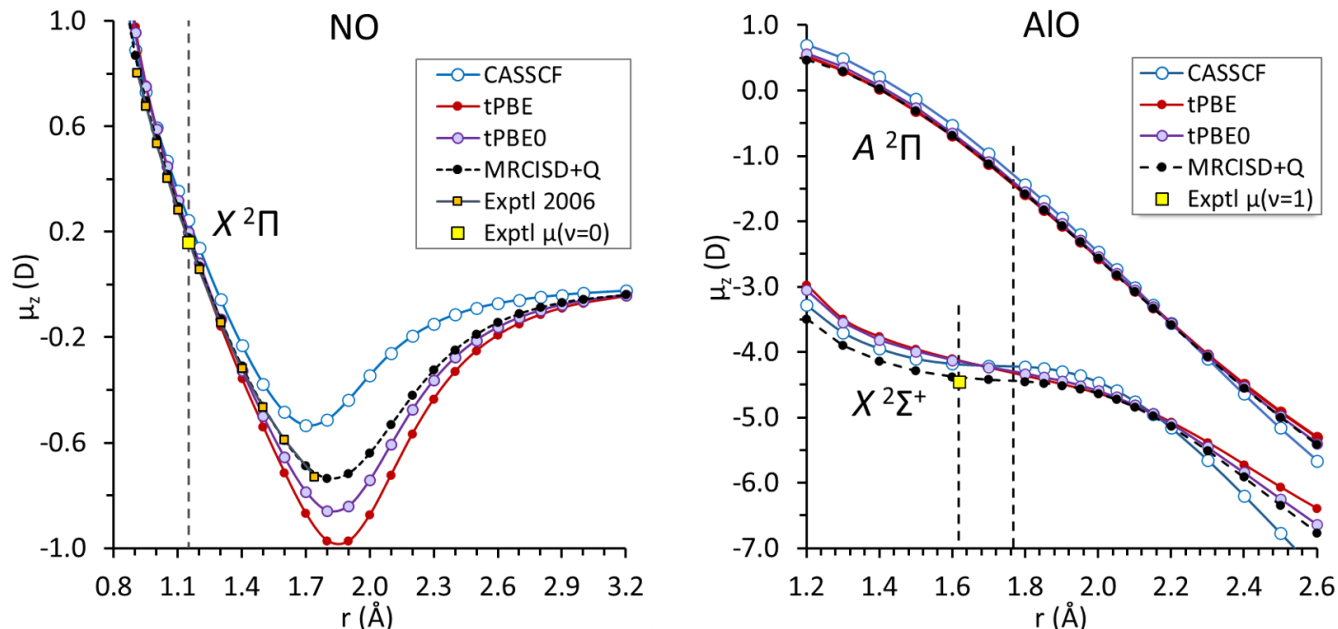 NO
1.0
0.6
0.2
-0.2
-0.6
-1.0
μz (D)
CASSCF
tPBE
tPBE0
MRCISD+Q
Exptl 2006
Exptl μ(ν=0)
X ²Π
0.8 1.1 1.4 1.7 2.0 2.3 2.6 2.9 3.2
r (Å)
AlO
1.0
0.0
-1.0
-2.0
-3.0
-4.0
-5.0
-6.0
-7.0
μz (D)
CASSCF
tPBE
tPBE0
MRCISD+Q
Exptl μ(ν=1)
A ²Π
X ²Σ⁺
1.2 1.4 1.6 1.8 2.0 2.2 2.4 2.6
r (Å)